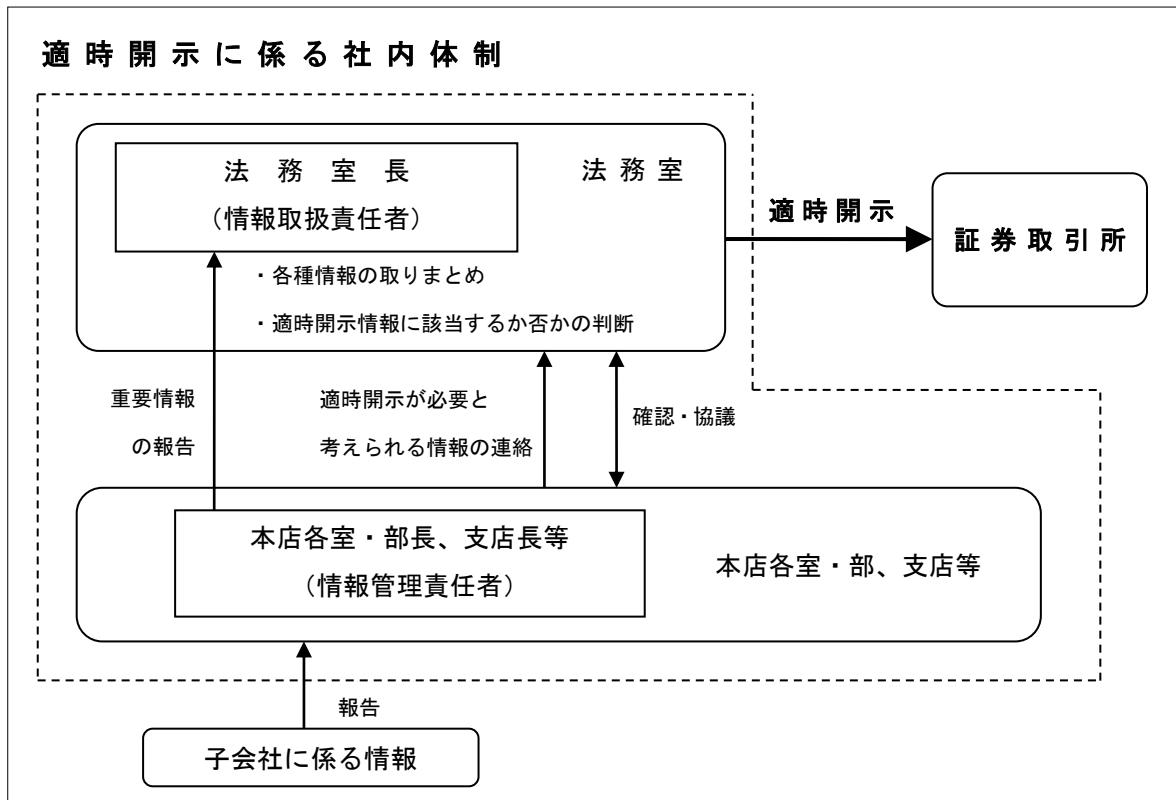 適時開示に係る社内体制
法務室長
（情報取扱責任者）
法務室
・各種情報の取りまとめ
・適時開示情報に該当するか否かの判断
適時開示
証券取引所
重要情報
の報告
適時開示が必要と
考えられる情報の連絡
確認・協議
本店各室・部長、支店長等
（情報管理責任者）
本店各室・部、支店等
報告
子会社に係る情報